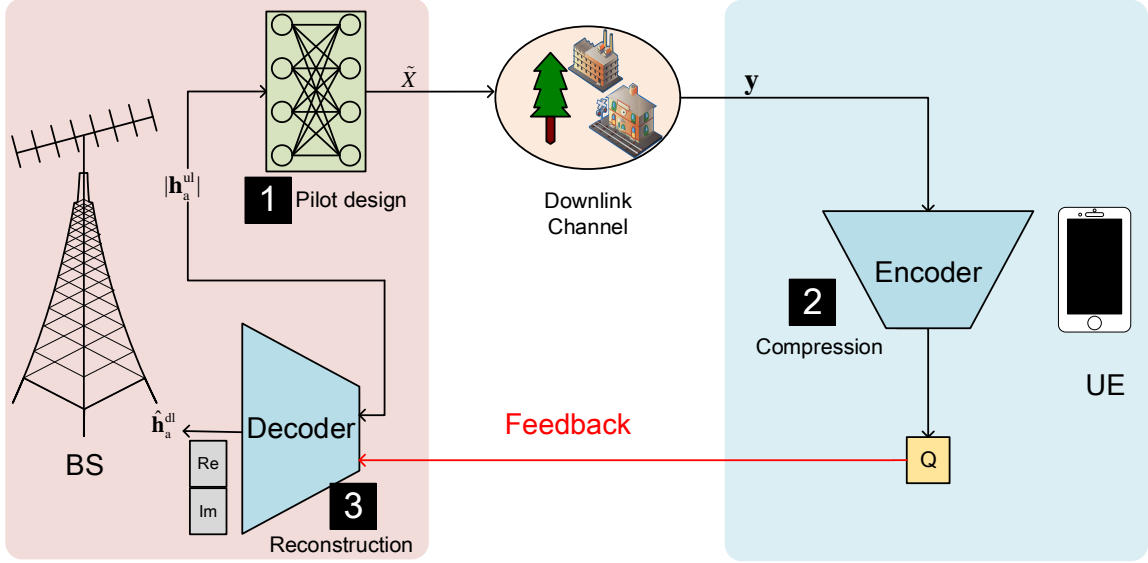 X̃
y
|h_a^ul|
1
Pilot design
Downlink
Channel
Encoder
2
Compression
UE
ĥ_a^dl
Decoder
Feedback
BS
Re
Q
Im
3
Reconstruction